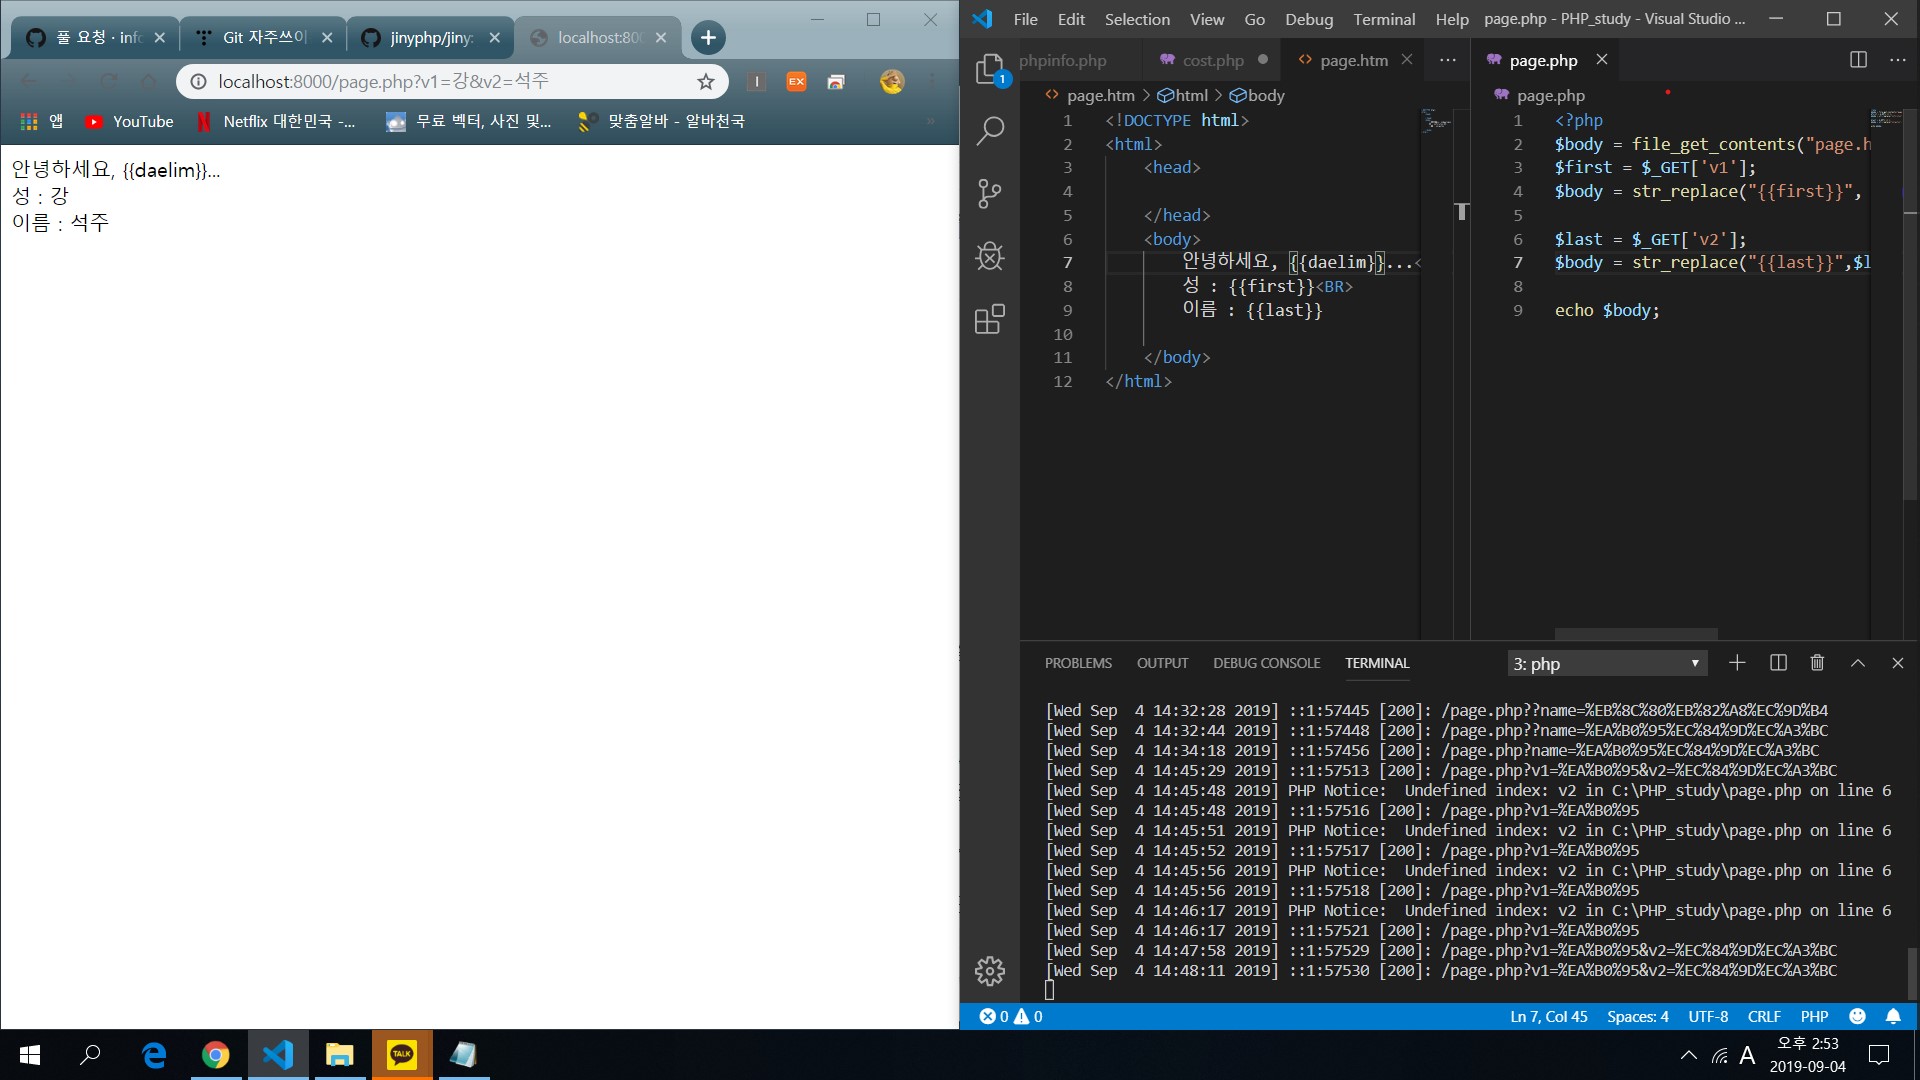 풀 요청 · info
Git 자주쓰이
jinyphp/jiny:
localhost:800
localhost:8000/page.php?v1=강&v2=석주
EX
앱
YouTube
Netflix 대한민국 -...
무료 벡터, 사진 및...
맞춤알바 - 알바천국
»
안녕하세요, {{daelim}}...
성 : 강
이름 : 석주
File Edit Selection View Go Debug Terminal Help
page.php - PHP_study - Visual Studio ...
1
phpinfo.php
cost.php
page.htm
...
page.htm > html > body
1 <!DOCTYPE html>
2 <html>
3 <head>
4
5 </head>
6 <body>
7 안녕하세요, {{daelim}}...<
8 성 : {{first}}<BR>
9 이름 : {{last}}
10
11 </body>
12 </html>
page.php
...
page.php
1 <?php
2 $body = file_get_contents("page.h
3 $first = $_GET['v1'];
4 $body = str_replace("{{first}}",
5
6 $last = $_GET['v2'];
7 $body = str_replace("{{last}}",$l
8
9 echo $body;
PROBLEMS OUTPUT DEBUG CONSOLE TERMINAL
3: php
[Wed Sep  4 14:32:28 2019] ::1:57445 [200]: /page.php??name=%EB%8C%80%EB%82%A8%EC%9D%B4
[Wed Sep  4 14:32:44 2019] ::1:57448 [200]: /page.php??name=%EA%B0%95%EC%84%9D%EC%A3%BC
[Wed Sep  4 14:34:18 2019] ::1:57456 [200]: /page.php?name=%EA%B0%95%EC%84%9D%EC%A3%BC
[Wed Sep  4 14:45:29 2019] ::1:57513 [200]: /page.php?v1=%EA%B0%95&v2=%EC%84%9D%EC%A3%BC
[Wed Sep  4 14:45:48 2019] PHP Notice:  Undefined index: v2 in C:\PHP_study\page.php on line 6
[Wed Sep  4 14:45:48 2019] ::1:57516 [200]: /page.php?v1=%EA%B0%95
[Wed Sep  4 14:45:51 2019] PHP Notice:  Undefined index: v2 in C:\PHP_study\page.php on line 6
[Wed Sep  4 14:45:52 2019] ::1:57517 [200]: /page.php?v1=%EA%B0%95
[Wed Sep  4 14:45:56 2019] PHP Notice:  Undefined index: v2 in C:\PHP_study\page.php on line 6
[Wed Sep  4 14:45:56 2019] ::1:57518 [200]: /page.php?v1=%EA%B0%95
[Wed Sep  4 14:46:17 2019] PHP Notice:  Undefined index: v2 in C:\PHP_study\page.php on line 6
[Wed Sep  4 14:46:17 2019] ::1:57521 [200]: /page.php?v1=%EA%B0%95
[Wed Sep  4 14:47:58 2019] ::1:57529 [200]: /page.php?v1=%EA%B0%95&v2=%EC%84%9D%EC%A3%BC
[Wed Sep  4 14:48:11 2019] ::1:57530 [200]: /page.php?v1=%EA%B0%95&v2=%EC%84%9D%EC%A3%BC
0 0
Ln 7, Col 45 Spaces: 4 UTF-8 CRLF PHP
TALK
A
오후 2:53
2019-09-04